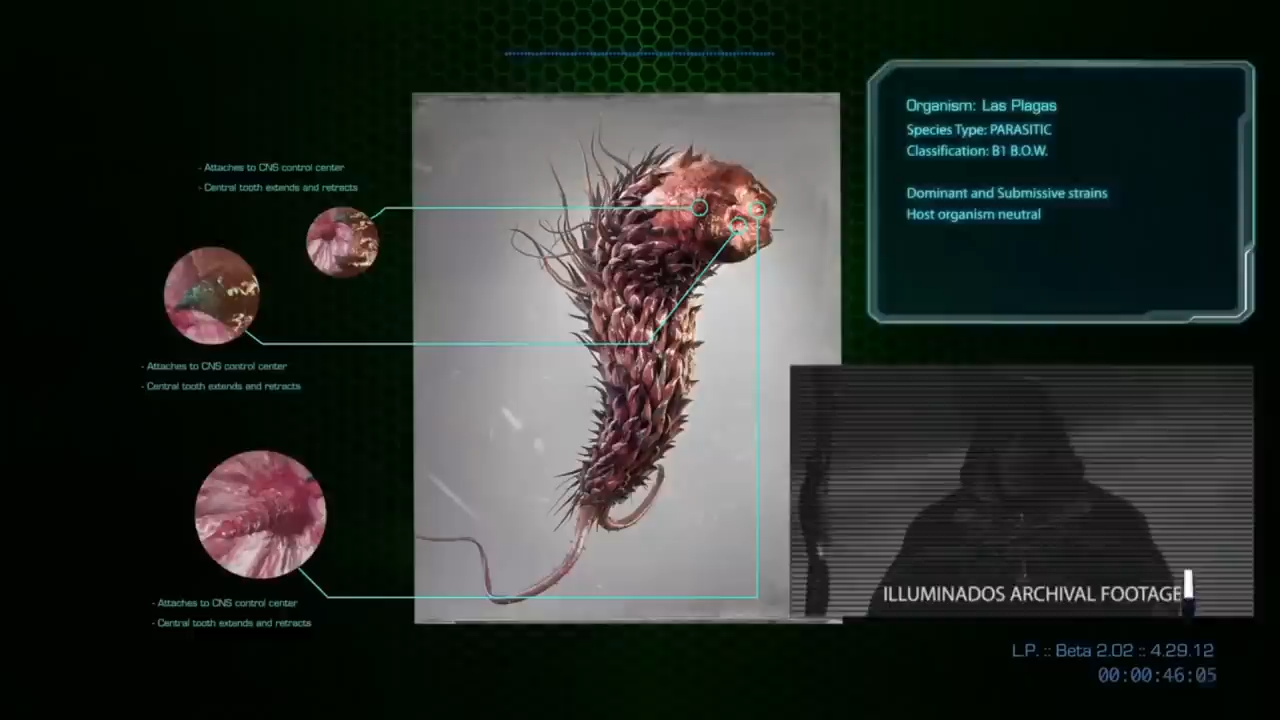 - Attaches to CNS control center
- Central tooth extends and retracts
- Attaches to CNS control center
- Central tooth extends and retracts
- Attaches to CNS control center
- Central tooth extends and retracts
Organism: Las Plagas
Species Type: PARASITIC
Classification: B1 B.O.W.
Dominant and Submissive strains
Host organism neutral
ILLUMINADOS ARCHIVAL FOOTAGE
L.P. :: Beta 2.02 :: 4.29.12
00:00:46:05